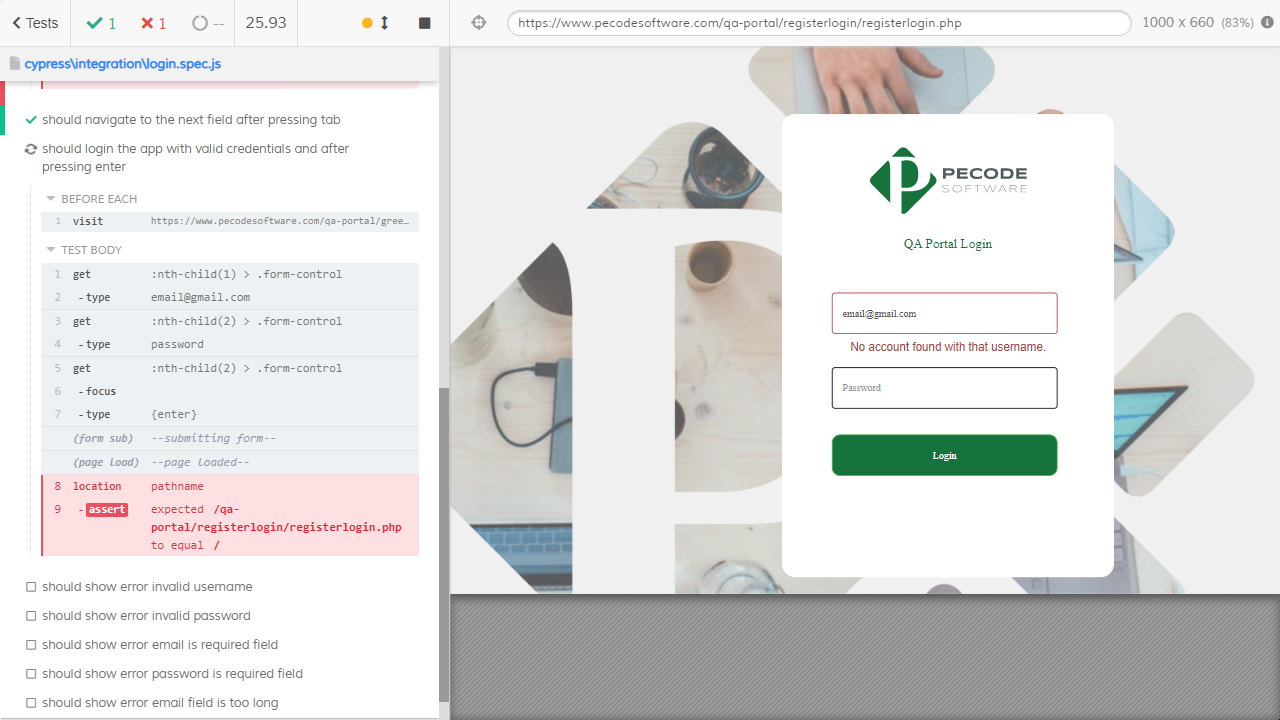 Tests
1
1
--
25.93
https://www.pecodesoftware.com/qa-portal/registerlogin/registerlogin.php
1000 x 660 (83%)
cypress\integration\login.spec.js
should navigate to the next field after pressing tab
should login the app with valid credentials and after
pressing enter
BEFORE EACH
1 visit https://www.pecodesoftware.com/qa-portal/gree…
TEST BODY
1 get :nth-child(1) > .form-control
2 -type email@gmail.com
3 get :nth-child(2) > .form-control
4 -type password
5 get :nth-child(2) > .form-control
6 -focus
7 -type {enter}
(form sub) --submitting form--
(page load) --page loaded--
8 location pathname
9 -assert expected /qa-
portal/registerlogin/registerlogin.php
to equal /
should show error invalid username
should show error invalid password
should show error email is required field
should show error password is required field
should show error email field is too long
PECODE
SOFTWARE
QA Portal Login
email@gmail.com
No account found with that username.
Password
Login